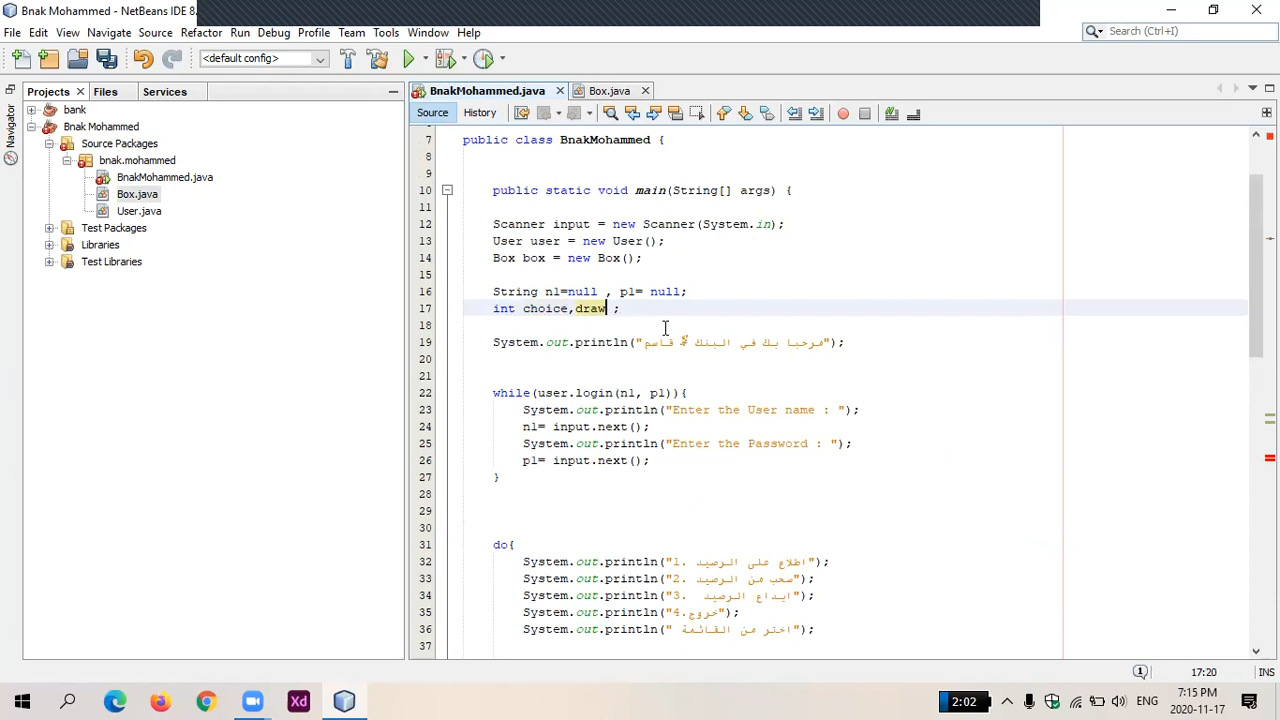 Bnak Mohammed - NetBeans IDE 8.
File Edit View Navigate Source Refactor Run Debug Profile Team Tools Window Help
Search (Ctrl+I)
<default config>
Projects Files Services
BnakMohammed.java Box.java
Source History
Navigator
bank
Bnak Mohammed
Source Packages
bnak.mohammed
BnakMohammed.java
Box.java
User.java
Test Packages
Libraries
Test Libraries
7 public class BnakMohammed {
8
9
10 public static void main(String[] args) {
11
12 Scanner input = new Scanner(System.in);
13 User user = new User();
14 Box box = new Box();
15
16 String n1=null , p1= null;
17 int choice,draw ;
18
19 System.out.println("مرحبا بك في البنك # قاسم");
20
21
22 while(user.login(n1, p1)){
23 System.out.println("Enter the User name : ");
24 n1= input.next();
25 System.out.println("Enter the Password : ");
26 p1= input.next();
27 }
28
29
30
31 do{
32 System.out.println("1. اطلاع على الرصيد");
33 System.out.println("2. سحب من الرصيد");
34 System.out.println("3.  ايداع الرصيد");
35 System.out.println("4.خروج");
36 System.out.println(" اختر من القائمة");
37
17:20 INS
2:02 ENG 7:15 PM
2020-11-17